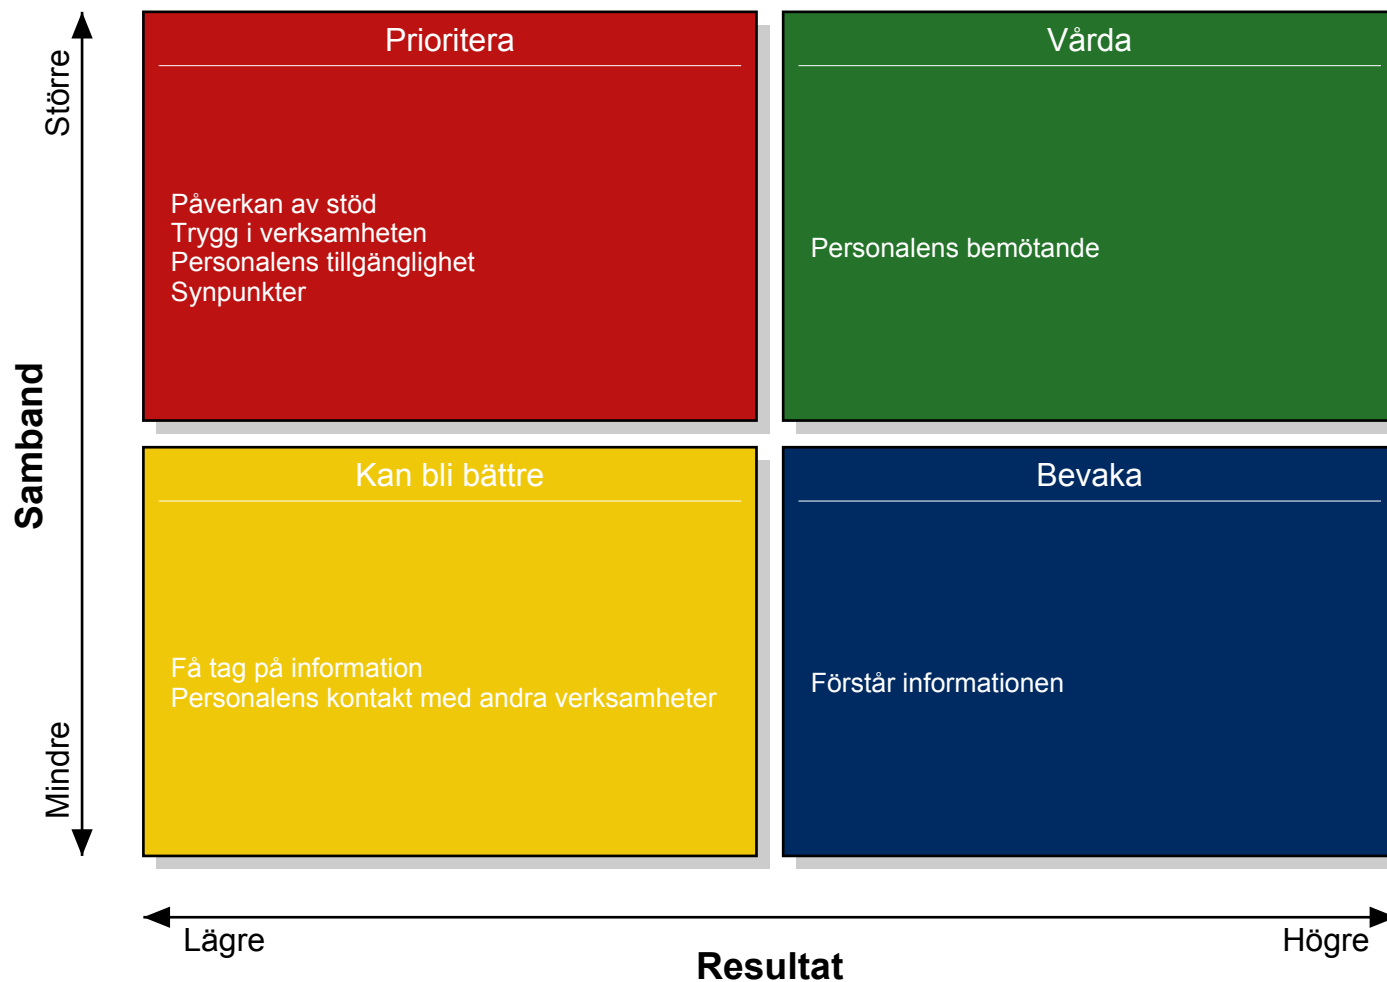 Större
Mindre
Samband
Prioritera
Påverkan av stöd
Trygg i verksamheten
Personalens tillgänglighet
Synpunkter
Vårda
Personalens bemötande
Kan bli bättre
Få tag på information
Personalens kontakt med andra verksamheter
Bevaka
Förstår informationen
Lägre
Högre
Resultat